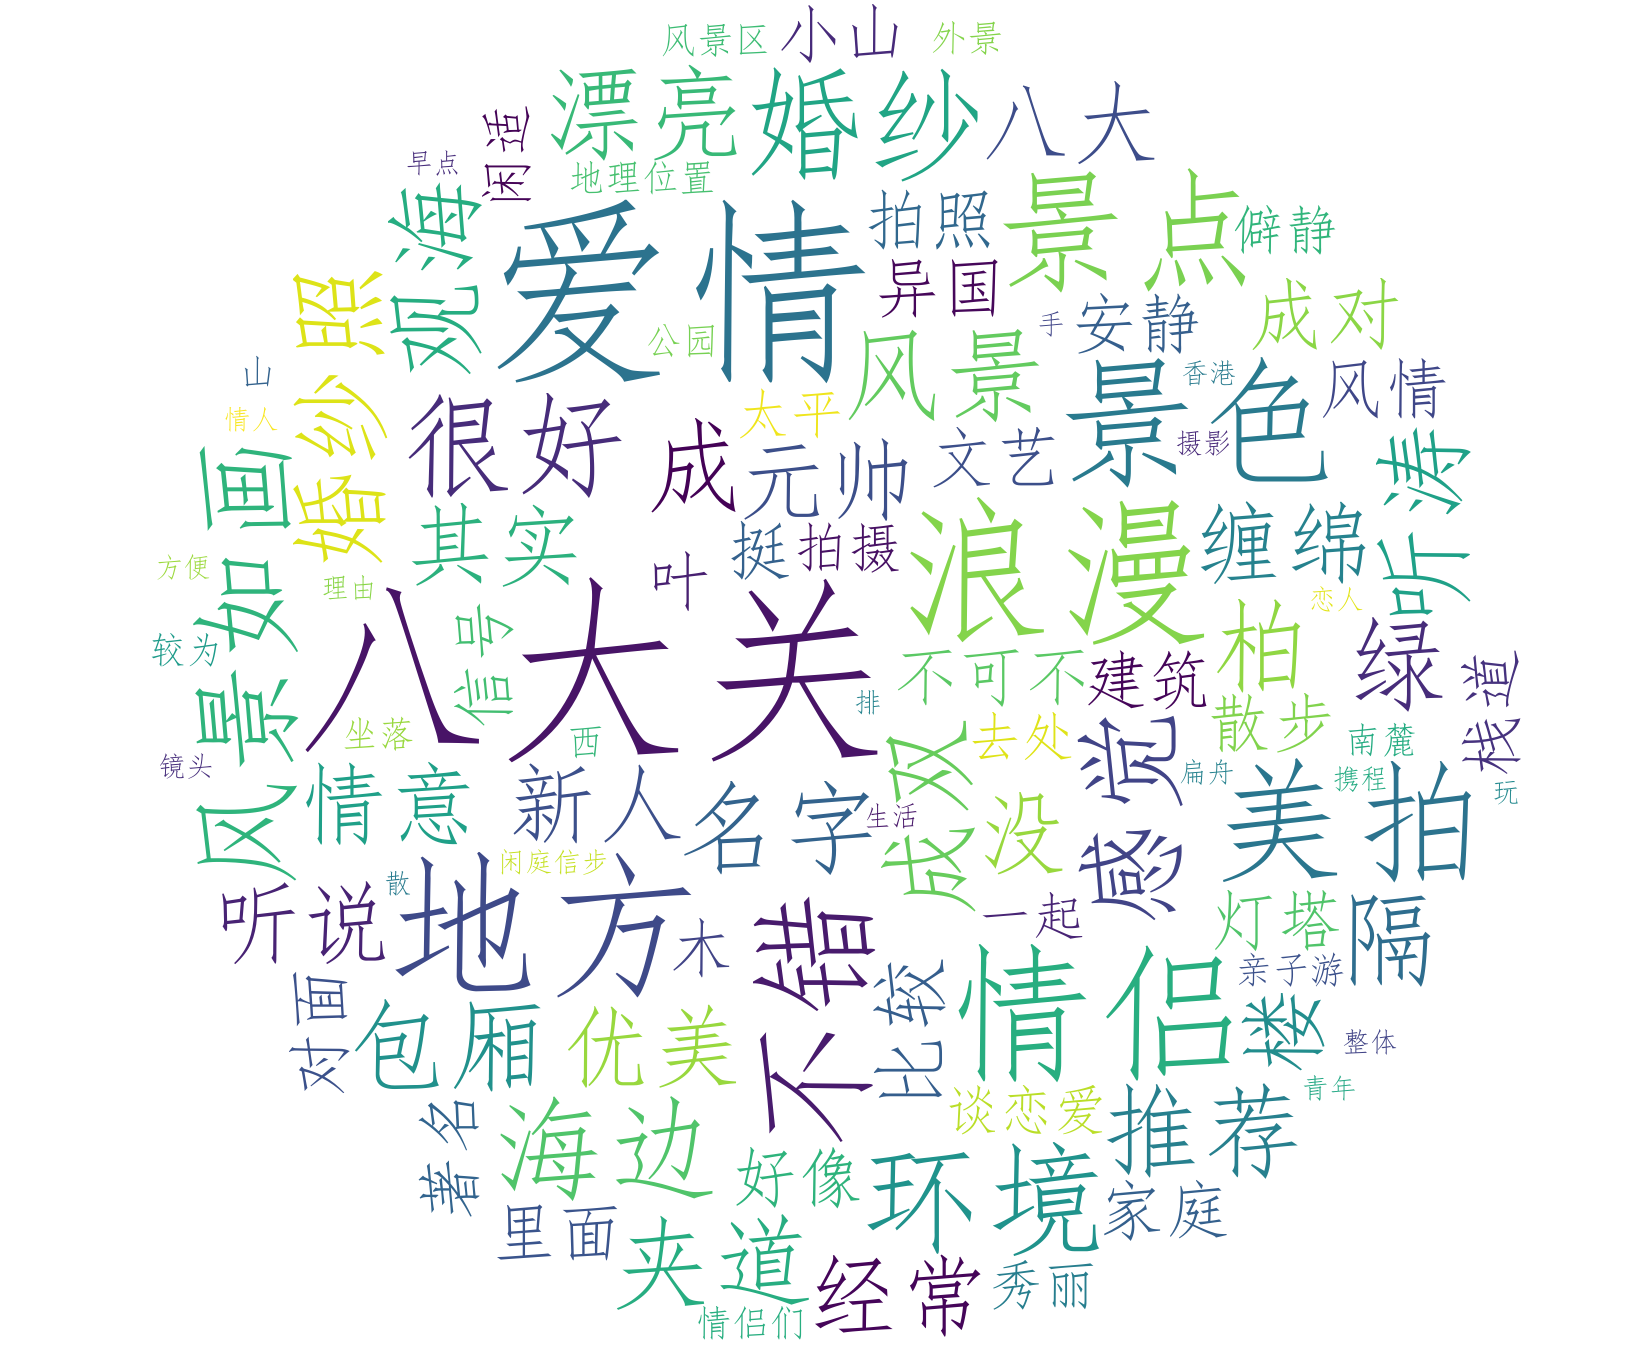 风景区
小山
外景
漂亮
婚纱
八大
闲适
早点
地理位置
观海
爱情
拍照
景点
僻静
异国
婚纱照
公园
手
安静
成对
风景
山
情人
很好
太平
景色
香港
风情
成
元帅
文艺
摄影
听涛
风景如画
其实
挺
拍摄
浪漫
缠绵
方便
理由
叶
恋人
较为
信号
八大关
不可不
建筑
柏
绿
栈道
坐落
西
排
成双
去处
感觉
散步
南麓
镜头
情意
新人
名字
生活
没
扁舟
美拍
携程
玩
闲庭信步
听说
散
地方
木
不错
一起
灯塔
隔
对面
包厢
优美
比较
情侣
亲子游
楼
整体
著名
海边
谈恋爱
推荐
青年
好像
环境
家庭
里面
夹道
经常
秀丽
情侣们